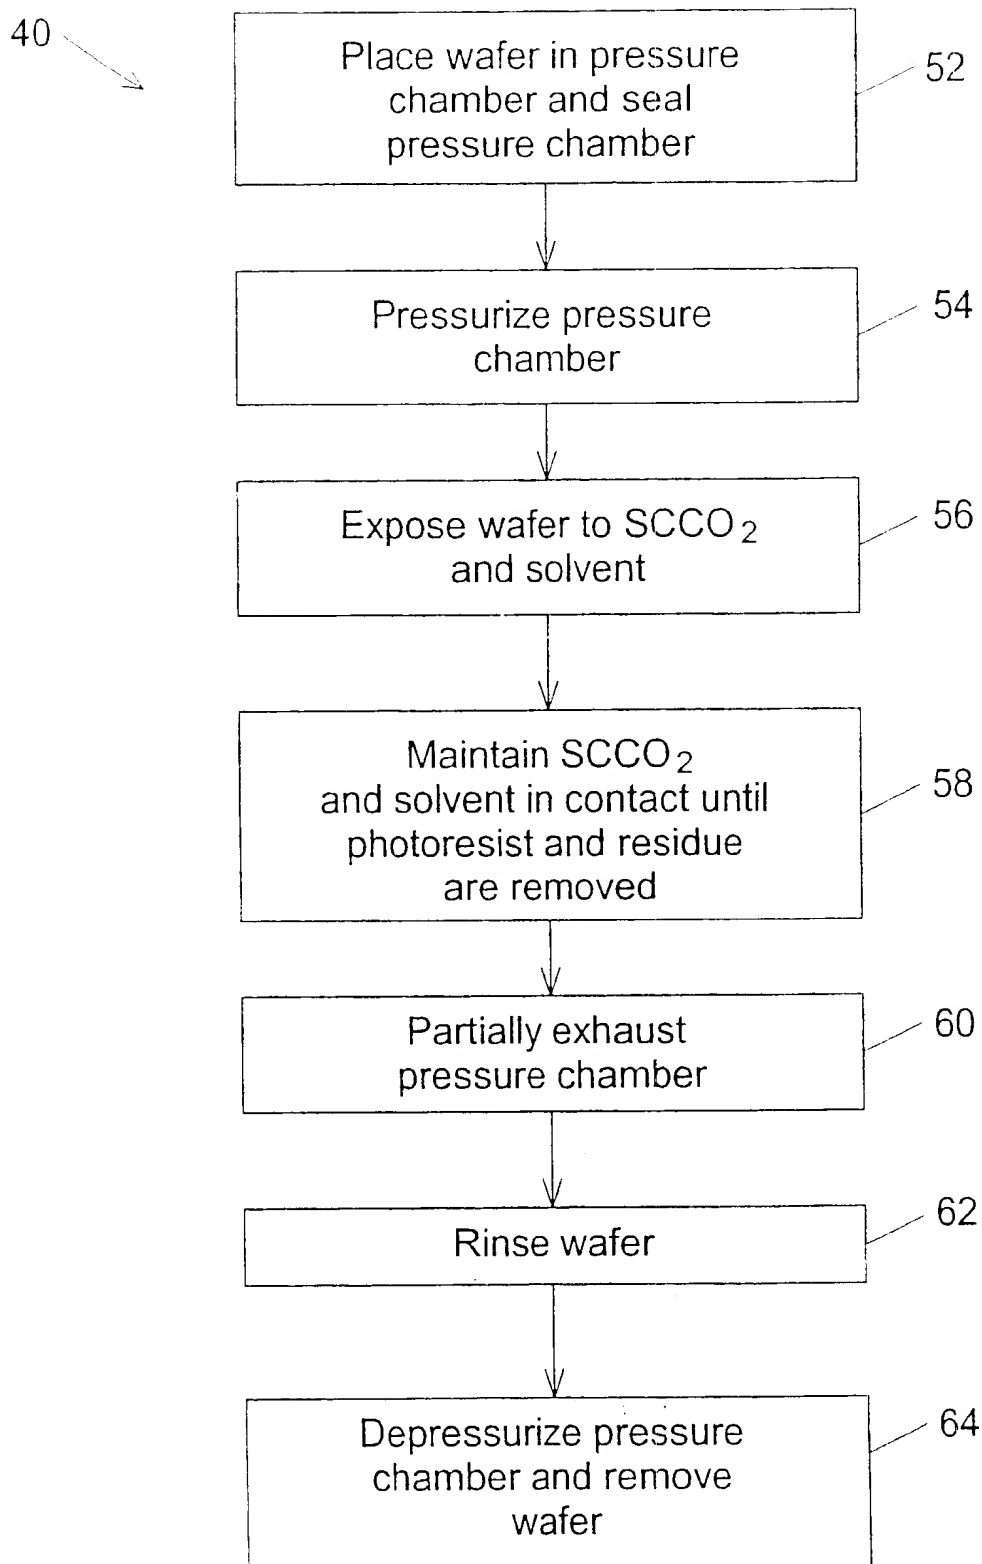 40
Place wafer in pressure
chamber and seal
pressure chamber
52
Pressurize pressure
chamber
54
Expose wafer to SCCO₂
and solvent
56
Maintain SCCO₂
and solvent in contact until
photoresist and residue
are removed
58
Partially exhaust
pressure chamber
60
Rinse wafer
62
Depressurize pressure
chamber and remove
wafer
64